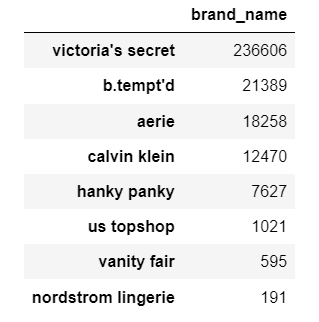 brand_name
victoria's secret 236606
b.tempt'd 21389
aerie 18258
calvin klein 12470
hanky panky 7627
us topshop 1021
vanity fair 595
nordstrom lingerie 191